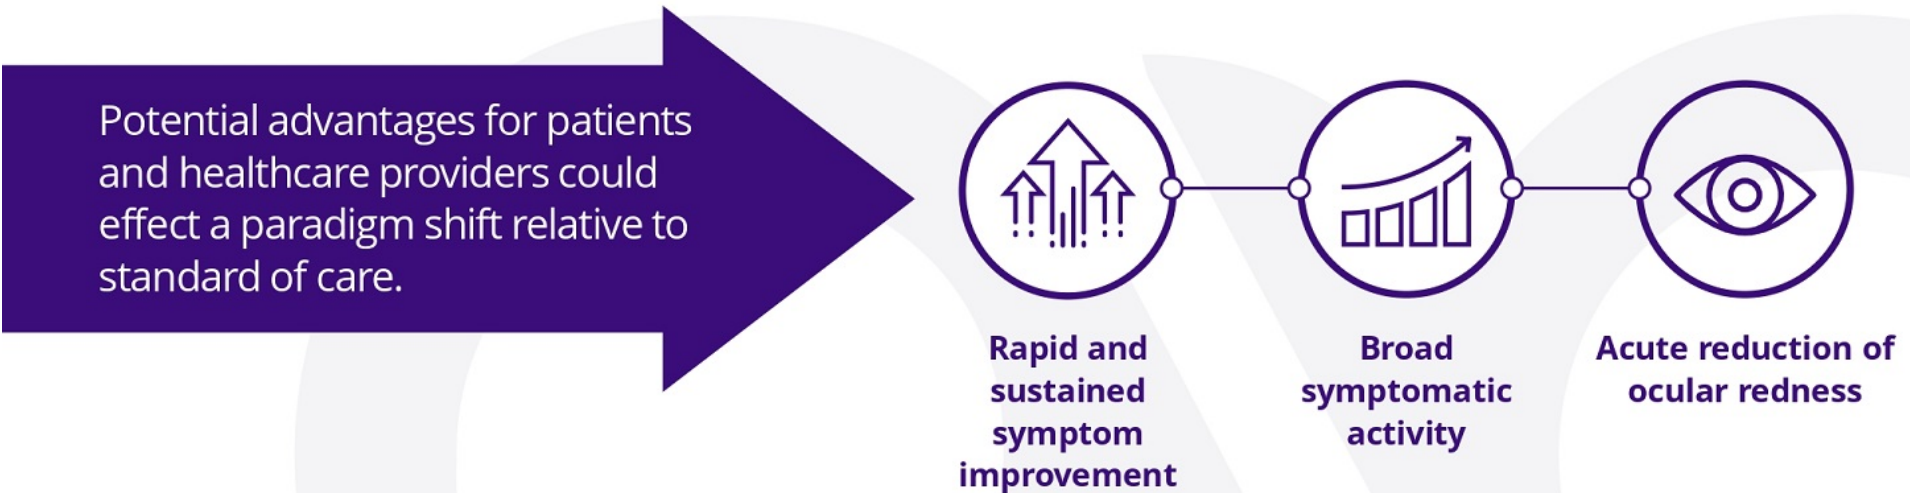 Potential advantages for patients
and healthcare providers could
effect a paradigm shift relative to
standard of care.
Rapid and
sustained
symptom
improvement
Broad
symptomatic
activity
Acute reduction of
ocular redness